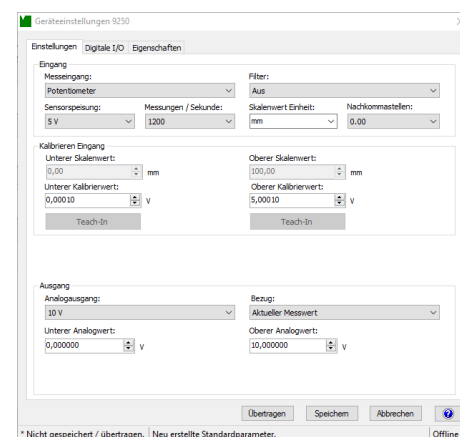 Geräteeinstellungen 9250
Einstellungen Digitale I/O Eigenschaften
Eingang
Messeingang: Filter:
Potentiometer Aus
Sensorspeisung: Messungen / Sekunde: Skalenwert Einheit: Nachkommastellen:
5 V 1200 mm 0.00
Kalibrieren Eingang
Unterer Skalenwert: Oberer Skalenwert:
0,00 mm 100,00 mm
Unterer Kalibrierwert: Oberer Kalibrierwert:
0,00010 V 5,00010 V
Teach-In Teach-In
Ausgang
Analogausgang: Bezug:
10 V Aktueller Messwert
Unterer Analogwert: Oberer Analogwert:
0,000000 V 10,000000 V
Übertragen Speichern Abbrechen ?
* Nicht gespeichert / übertragen. Neu erstellte Standardparameter. Offline